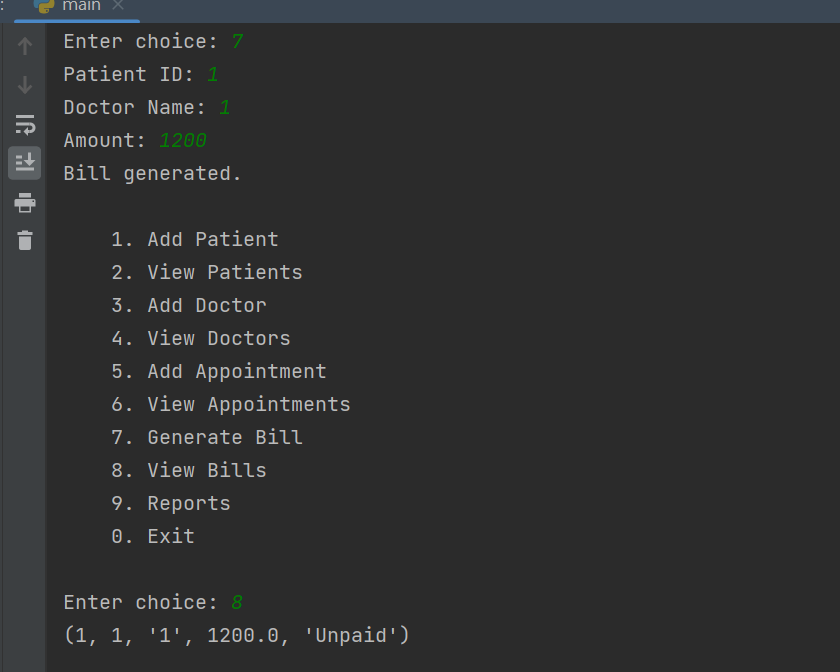 main
Enter choice: 7
Patient ID: 1
Doctor Name: 1
Amount: 1200
Bill generated.
1. Add Patient
2. View Patients
3. Add Doctor
4. View Doctors
5. Add Appointment
6. View Appointments
7. Generate Bill
8. View Bills
9. Reports
0. Exit
Enter choice: 8
(1, 1, '1', 1200.0, 'Unpaid')